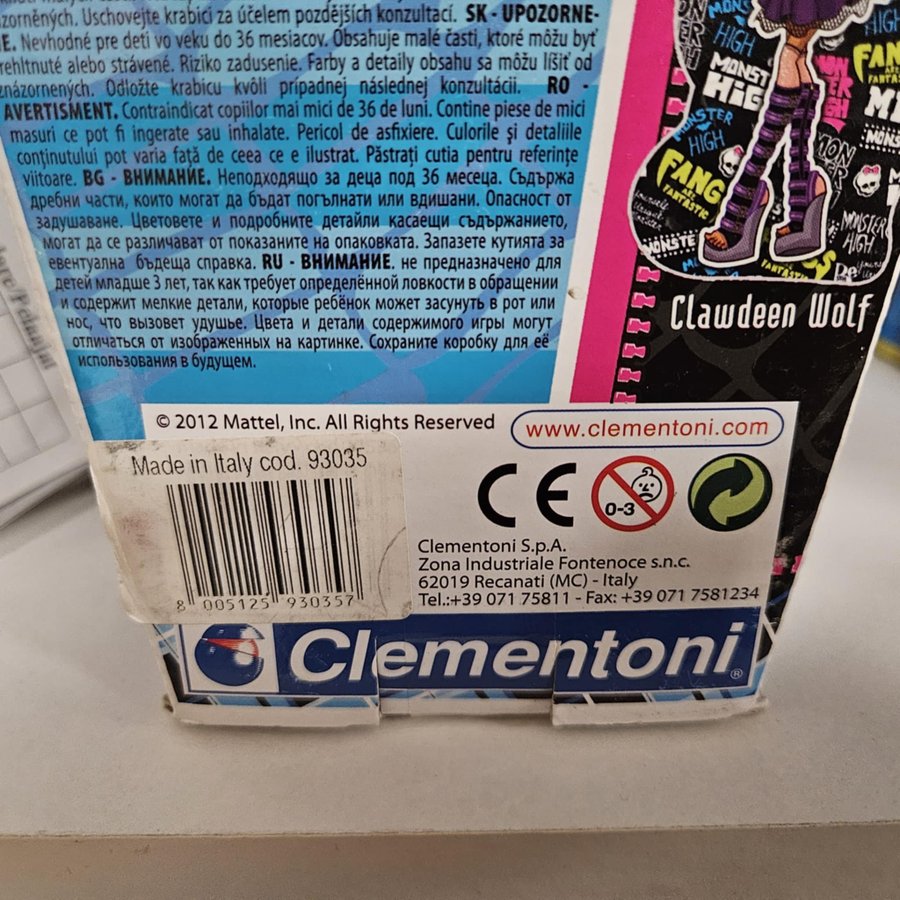 zorněných. Uschovejte krabici za účelem pozdějších konzultací. SK - UPOZORNE-
IE. Nevhodné pre deti vo veku do 36 mesiacov. Obsahuje malé časti, ktoré môžu byť
prehltnuté alebo strávené. Riziko zadusenie. Farby a detaily obsahu sa môžu líšiť od
znázornených. Odložte krabicu kvôli prípadnej následnej konzultácii. RO -
AVERTISMENT. Contraindicat copiilor mai mici de 36 de luni. Contine piese de mici
masuri ce pot fi ingerate sau inhalate. Pericol de asfixiere. Culorile şi detaliile
conţinutului pot varia faţă de ceea ce e ilustrat. Păstraţi cutia pentru referinţe
viitoare. BG - ВНИМАНИЕ. Неподходящо за деца под 36 месеца. Съдържа
дребни части, които могат да бъдат погълнати или вдишани. Опасност от
задушаване. Цветовете и подробните детайли касаещи съдържанието,
могат да се различават от показаните на опаковката. Запазете кутията за
евентуална бъдеща справка. RU - ВНИМАНИЕ. не предназначено для
детей младше 3 лет, так как требует определённой ловкости в обращении
и содержит мелкие детали, которые ребёнок может засунуть в рот или
нос, что вызовет удушье. Цвета и детали содержимого игры могут
отличаться от изображенных на картинке. Сохраните коробку для её
использования в будущем.
MONSTER
HIGH
FANGS
ARE
FANTASTIC
MONSTER
HIGH
Clawdeen Wolf
© 2012 Mattel, Inc. All Rights Reserved
www.clementoni.com
Made in Italy cod. 93035
8 005125 930357
CE
0-3
Clementoni S.p.A.
Zona Industriale Fontenoce s.n.c.
62019 Recanati (MC) - Italy
Tel.:+39 071 75811 - Fax: +39 071 7581234
Clementoni®